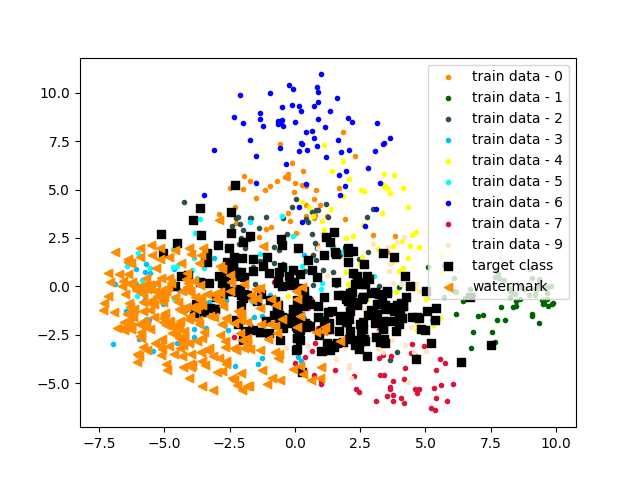 10.0
7.5
5.0
2.5
0.0
−2.5
−5.0
−7.5
−5.0
−2.5
0.0
2.5
5.0
7.5
10.0
train data - 0
train data - 1
train data - 2
train data - 3
train data - 4
train data - 5
train data - 6
train data - 7
train data - 9
target class
watermark